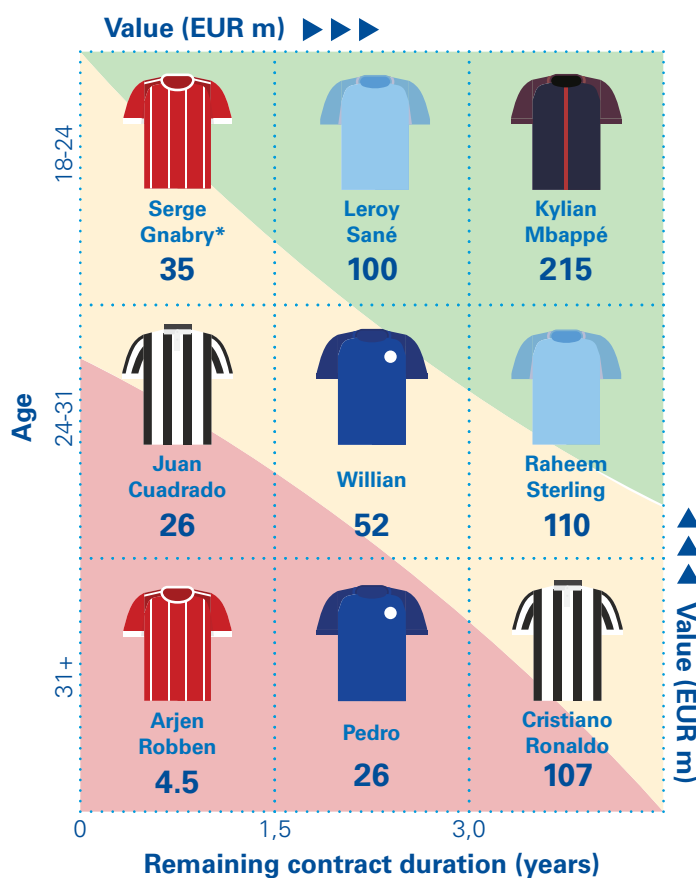 Value (EUR m)
18-24
Serge
Gnabry*
35
Leroy
Sané
100
Kylian
Mbappé
215
Age
24-31
Juan
Cuadrado
26
Willian
52
Raheem
Sterling
110
31+
Arjen
Robben
4.5
Pedro
26
Cristiano
Ronaldo
107
Value (EUR m)
0
1,5
3,0
Remaining contract duration (years)